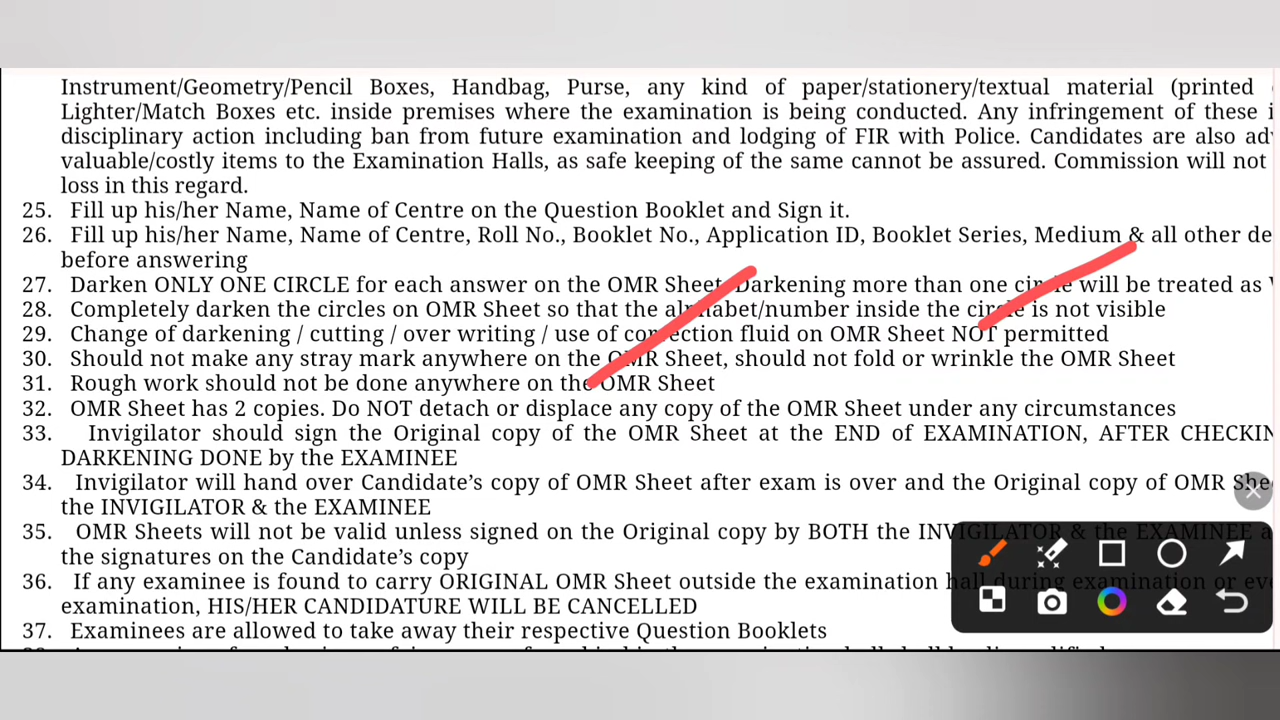 Instrument/Geometry/Pencil Boxes, Handbag, Purse, any kind of paper/stationery/textual material (printed
Lighter/Match Boxes etc. inside premises where the examination is being conducted. Any infringement of these
disciplinary action including ban from future examination and lodging of FIR with Police. Candidates are also
valuable/costly items to the Examination Halls, as safe keeping of the same cannot be assured. Commission will not
loss in this regard.
25. Fill up his/her Name, Name of Centre on the Question Booklet and Sign it.
26. Fill up his/her Name, Name of Centre, Roll No., Booklet No., Application ID, Booklet Series, Medium & all other
before answering
27. Darken ONLY ONE CIRCLE for each answer on the OMR Sheet. Darkening more than one circle will be treated as
28. Completely darken the circles on OMR Sheet so that the alphabet/number inside the circle is not visible
29. Change of darkening / cutting / over writing / use of correction fluid on OMR Sheet NOT permitted
30. Should not make any stray mark anywhere on the OMR Sheet, should not fold or wrinkle the OMR Sheet
31. Rough work should not be done anywhere on the OMR Sheet
32. OMR Sheet has 2 copies. Do NOT detach or displace any copy of the OMR Sheet under any circumstances
33. Invigilator should sign the Original copy of the OMR Sheet at the END of EXAMINATION, AFTER
DARKENING DONE by the EXAMINEE
34. Invigilator will hand over Candidate’s copy of OMR Sheet after exam is over and the Original copy of OMR
the INVIGILATOR & the EXAMINEE
35. OMR Sheets will not be valid unless signed on the Original copy by BOTH the INVIGILATOR & the EXAMINEE
the signatures on the Candidate’s copy
36. If any examinee is found to carry ORIGINAL OMR Sheet outside the examination hall during examination or
examination, HIS/HER CANDIDATURE WILL BE CANCELLED
37. Examinees are allowed to take away their respective Question Booklets